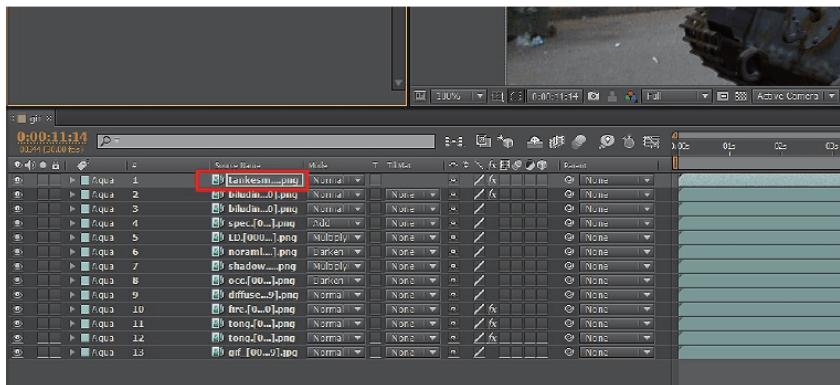 100% 0:00:11:14 Full Active Camera
gif ×
0:00:11:14
00344 (30.00 fps)
# Source Name Mode T TrkMat Parent
:00s 01s 02s 03s
Aqua 1 tankesm....png Normal None
Aqua 2 biludin...0].png Normal None None
Aqua 3 biludin...0].png Normal None None
Aqua 4 spec.[0...].png Add None None
Aqua 5 I.D.[000...].png Multiply None None
Aqua 6 noraml....].png Darken None None
Aqua 7 shadow.....png Multiply None None
Aqua 8 occ.[00...].png Darken None None
Aqua 9 diffuse...9].png Normal None None
Aqua 10 fire.[0...0].png Normal None None
Aqua 11 tong.[0...].png Normal None None
Aqua 12 tong.[0...].png Normal None None
Aqua 13 gif_[00...9].jpg Normal None None